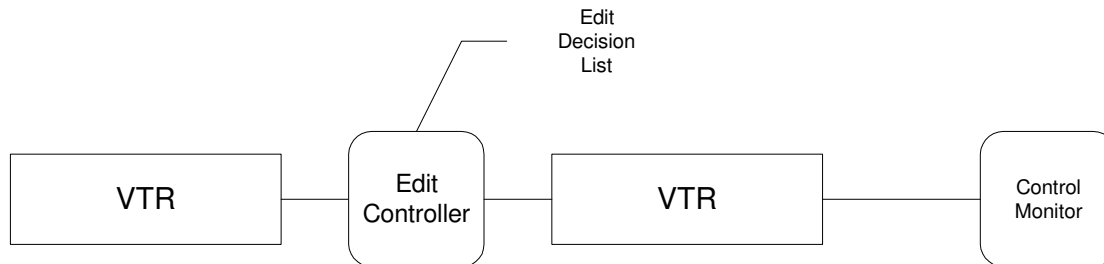 Edit
Decision
List
VTR
Edit
Controller
VTR
Control
Monitor